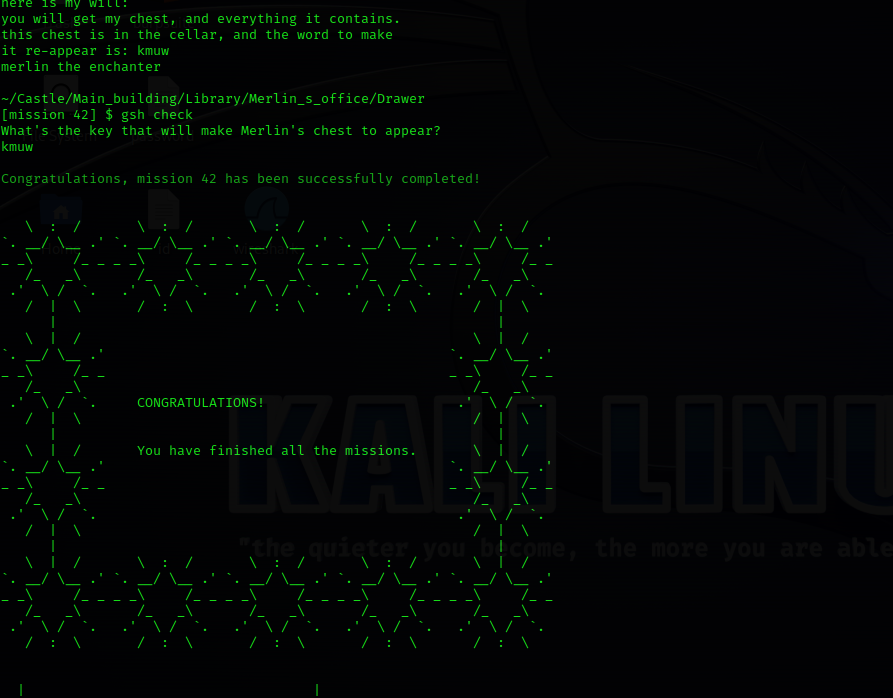 here is my will:
you will get my chest, and everything it contains.
this chest is in the cellar, and the word to make
it re-appear is: kmuw
merlin the enchanter
~/Castle/Main_building/Library/Merlin_s_office/Drawer
[mission 42] $ gsh check
What's the key that will make Merlin's chest to appear?
kmuw
Congratulations, mission 42 has been successfully completed!
CONGRATULATIONS!
KALI LINU
You have finished all the missions.
"the quieter you become, the more you are able